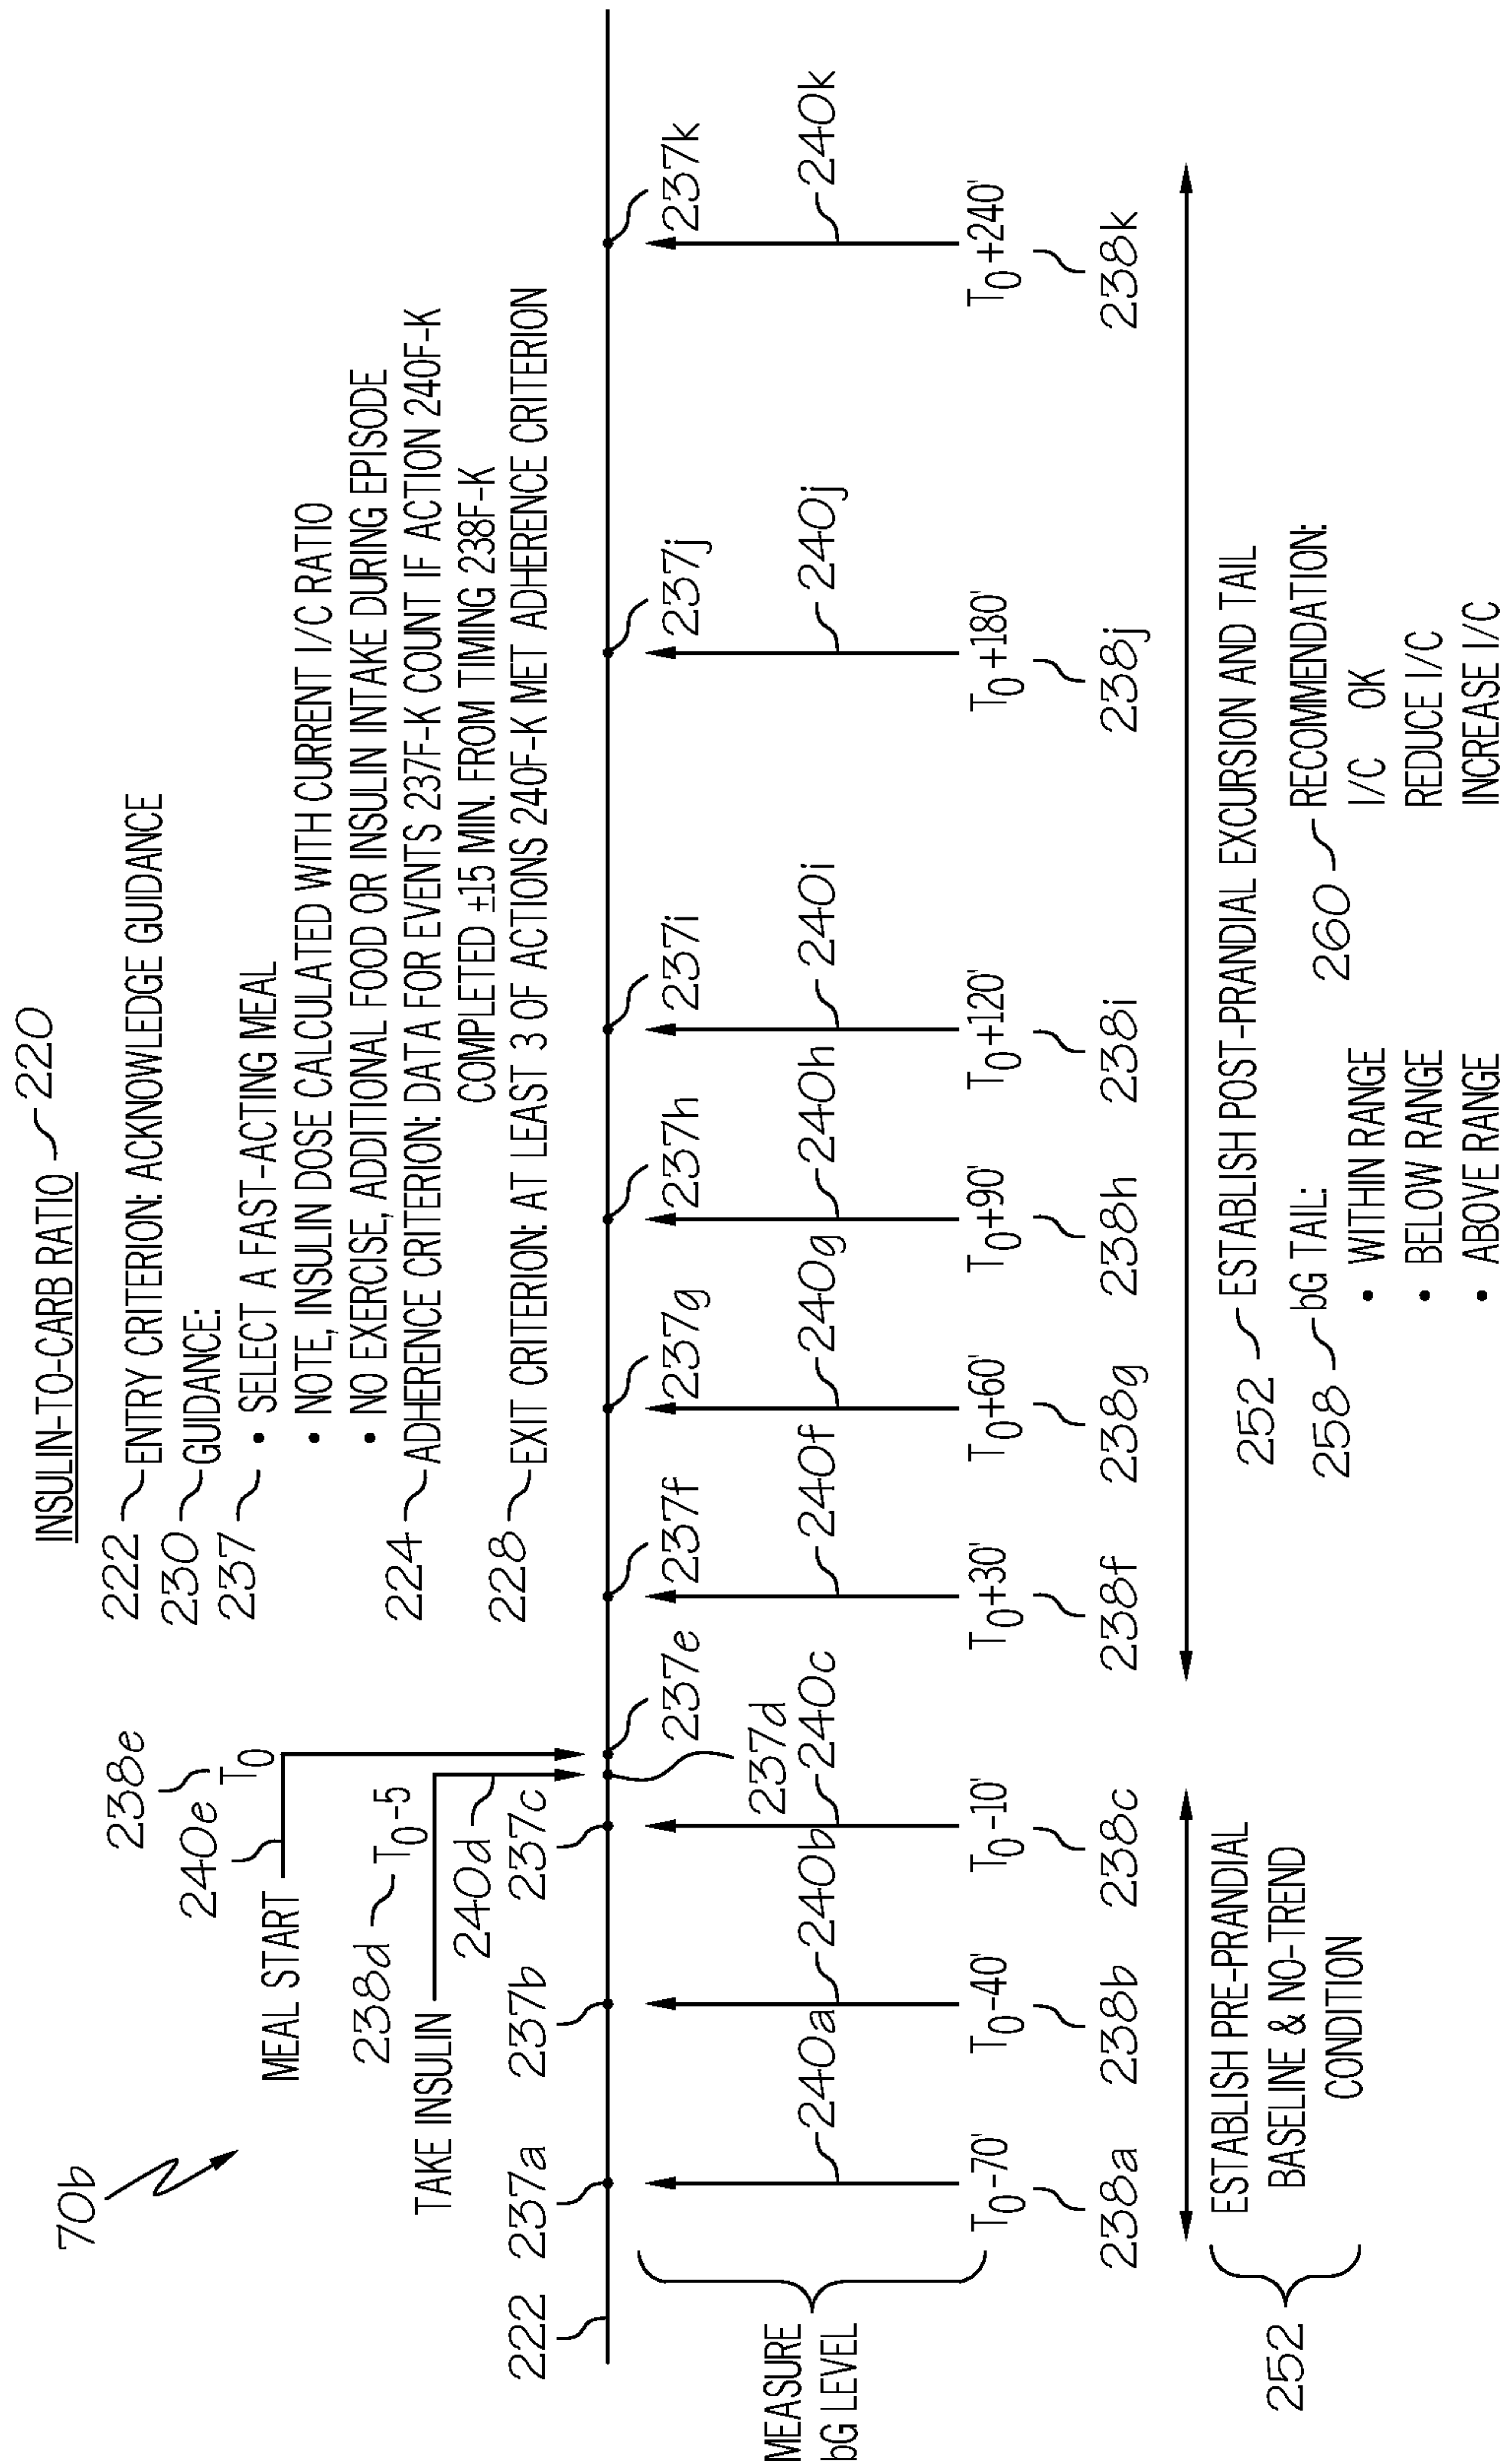 INSULIN-TO-CARB RATIO 220
70b
222 ENTRY CRITERION: ACKNOWLEDGE GUIDANCE
230 GUIDANCE:
237 • SELECT A FAST-ACTING MEAL
• NOTE, INSULIN DOSE CALCULATED WITH CURRENT I/C RATIO
• NO EXERCISE, ADDITIONAL FOOD OR INSULIN INTAKE DURING EPISODE
224 ADHERENCE CRITERION: DATA FOR EVENTS 237F-K COUNT IF ACTION 240F-K
COMPLETED ±15 MIN. FROM TIMING 238F-K
228 EXIT CRITERION: AT LEAST 3 OF ACTIONS 240F-K MET ADHERENCE CRITERION
238e
240e T0
MEAL START
238d T0-5
TAKE INSULIN 240d
222 237a 237b 237c
237d 237e 237f 237g 237h 237i 237j 237k
MEASURE
bG LEVEL
240a 240b 240c 240f 240g 240h 240i 240j 240k
T0-70' T0-40' T0-10' T0+30' T0+60' T0+90' T0+120' T0+180' T0+240'
238a 238b 238c 238f 238g 238h 238i 238j 238k
252 ESTABLISH PRE-PRANDIAL
BASELINE & NO-TREND
CONDITION
252 ESTABLISH POST-PRANDIAL EXCURSION AND TAIL
258 bG TAIL: 260 RECOMMENDATION:
• WITHIN RANGE I/C OK
• BELOW RANGE REDUCE I/C
• ABOVE RANGE INCREASE I/C